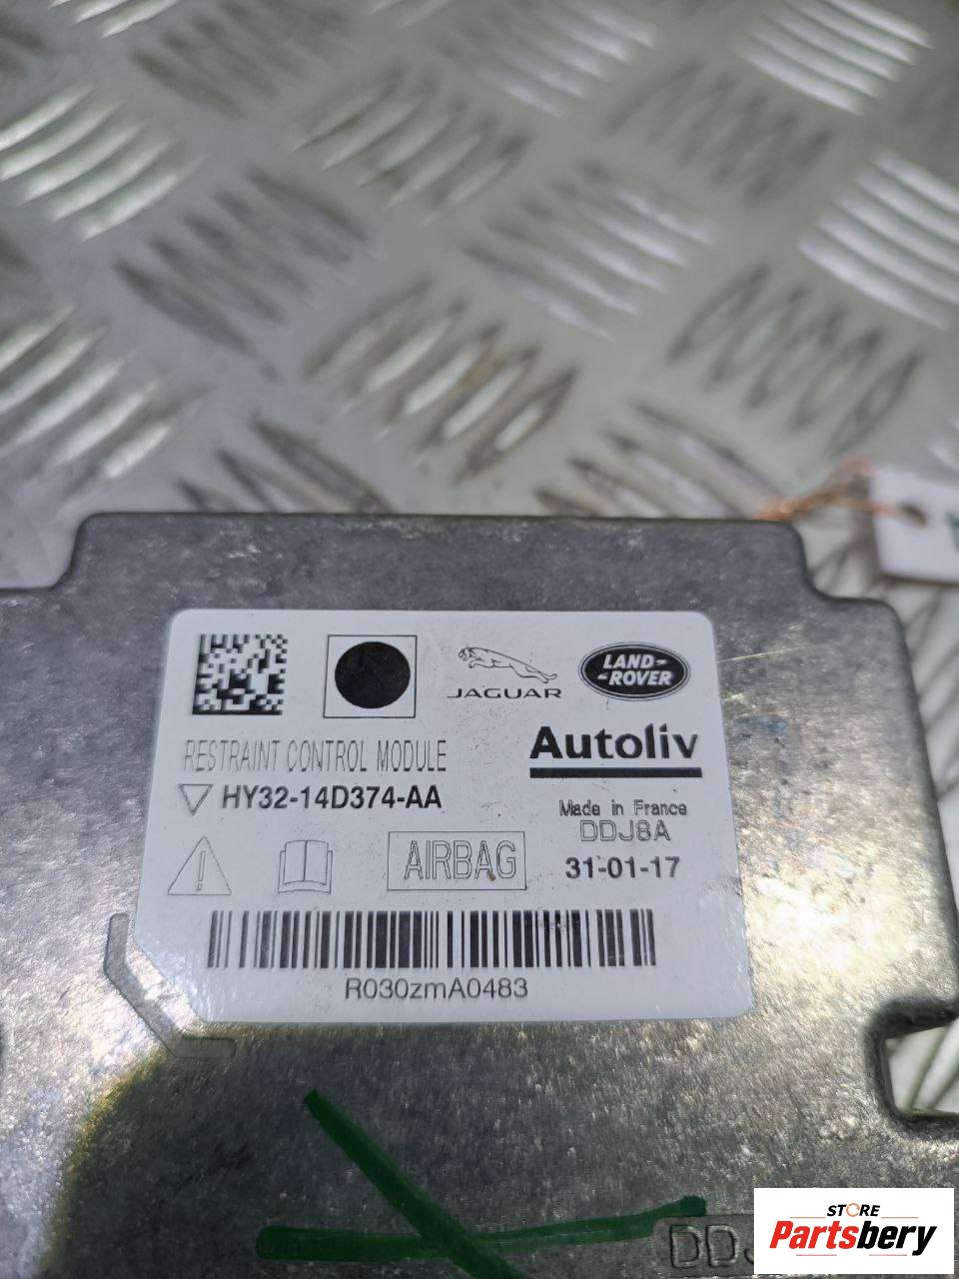 JAGUAR
LAND-
-ROVER
RESTRAINT CONTROL MODULE
Autoliv
HY32-14D374-AA
Made in France
DDJ8A
AIRBAG
31-01-17
R030zmA0483
DDJ
STORE
Partsbery